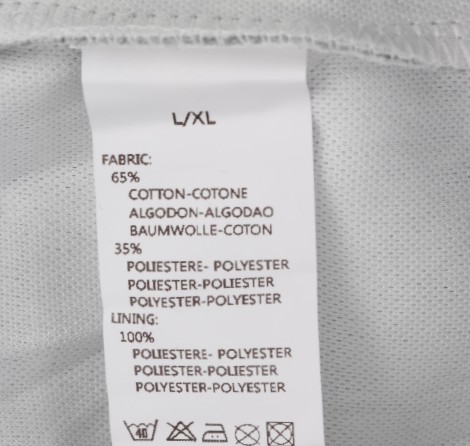 L/XL
FABRIC:
65%
COTTON-COTONE
ALGODON-ALGODAO
BAUMWOLLE-COTON
35%
POLIESTERE- POLYESTER
POLIESTER-POLIESTER
POLYESTER-POLYESTER
LINING:
100%
POLIESTERE- POLYESTER
POLIESTER-POLIESTER
POLYESTER-POLYESTER
40